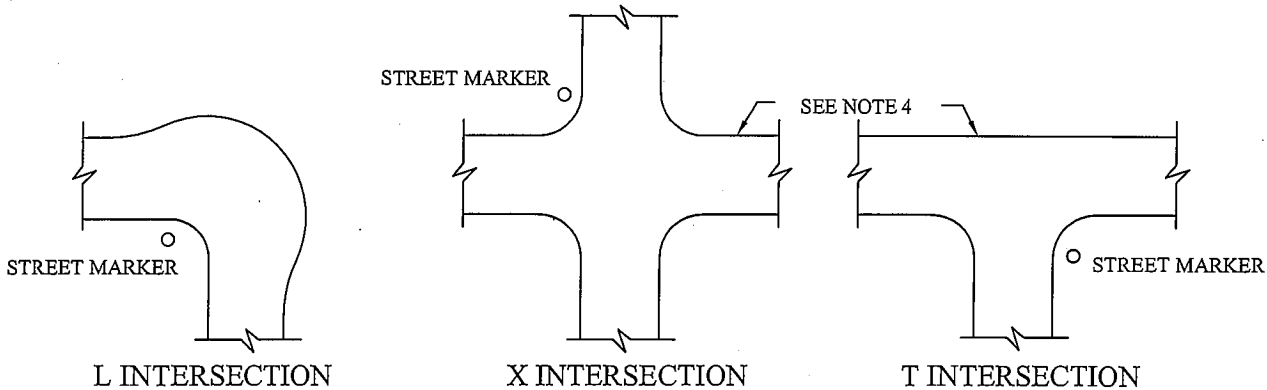 STREET MARKER
SEE NOTE 4
STREET MARKER
STREET MARKER
L INTERSECTION
X INTERSECTION
T INTERSECTION